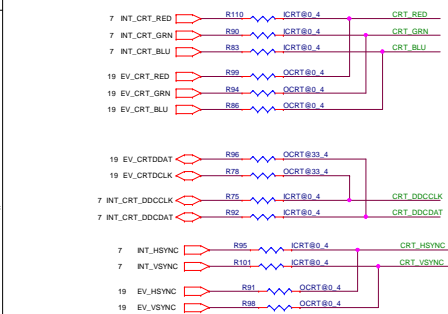 7 INT_CRT_RED R110 ICRT@0_4 CRT_RED
7 INT_CRT_GRN R90 ICRT@0_4 CRT_GRN
7 INT_CRT_BLU R83 ICRT@0_4 CRT_BLU
19 EV_CRT_RED R99 OCRT@0_4
19 EV_CRT_GRN R94 OCRT@0_4
19 EV_CRT_BLU R86 OCRT@0_4
19 EV_CRTDDAT R96 OCRT@33_4
19 EV_CRTDCLK R78 OCRT@33_4
7 INT_CRT_DDCCLK R75 ICRT@0_4 CRT_DDCCLK
7 INT_CRT_DDCDAT R92 ICRT@0_4 CRT_DDCDAT
7 INT_HSYNC R95 ICRT@0_4 CRT_HSYNC
7 INT_VSYNC R101 ICRT@0_4 CRT_VSYNC
19 EV_HSYNC R91 OCRT@0_4
19 EV_VSYNC R98 OCRT@0_4